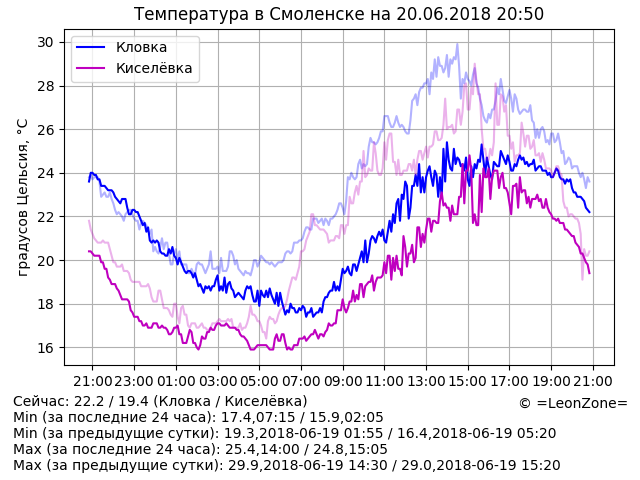 Температура в Смоленске на 20.06.2018 20:50
Кловка
Киселёвка
градусов Цельсия, °C
30
28
26
24
22
20
18
16
21:00 23:00 01:00 03:00 05:00 07:00 09:00 11:00 13:00 15:00 17:00 19:00 21:00
Сейчас: 22.2 / 19.4 (Кловка / Киселёвка)
© =LeonZone=
Min (за последние 24 часа): 17.4,07:15 / 15.9,02:05
Min (за предыдущие сутки): 19.3,2018-06-19 01:55 / 16.4,2018-06-19 05:20
Max (за последние 24 часа): 25.4,14:00 / 24.8,15:05
Max (за предыдущие сутки): 29.9,2018-06-19 14:30 / 29.0,2018-06-19 15:20